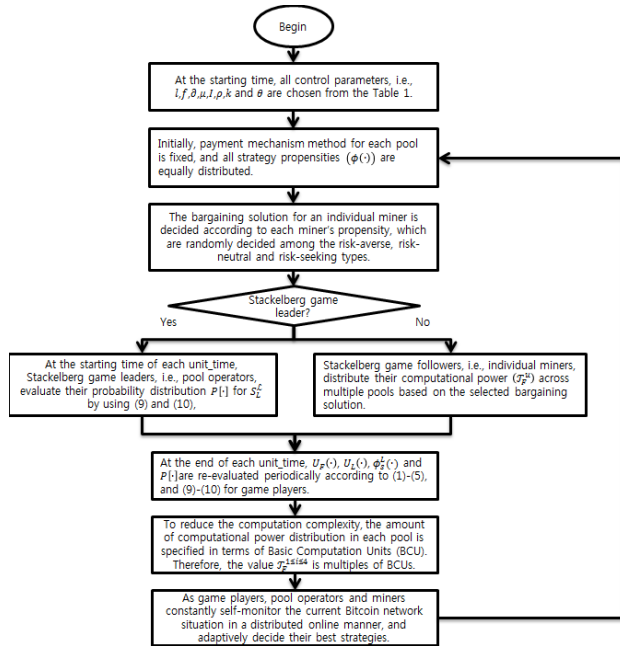 Begin
At the starting time, all control parameters, i.e.,
l,f,∂,μ,I,ρ,k and θ are chosen from the Table 1.
Initially, payment mechanism method for each pool
is fixed, and all strategy propensities (ϕ(·)) are
equally distributed.
The bargaining solution for an individual miner is
decided according to each miner's propensity, which
are randomly decided among the risk-averse, risk-
neutral and risk-seeking types.
Stackelberg game
leader?
Yes
No
At the starting time of each unit_time,
Stackelberg game leaders, i.e., pool operators,
evaluate their probability distribution P[·] for
by using (9) and (10),
Stackelberg game followers, i.e., individual miners,
distribute their computational power across
multiple pools based on the selected bargaining
solution.
At the end of each unit_time, U_F(·), U_L(·), and
P[·]are re-evaluated periodically according to (1)-(5),
and (9)-(10) for game players.
To reduce the computation complexity, the amount
of computational power distribution in each pool is
specified in terms of Basic Computation Units (BCU).
Therefore, the value is multiples of BCUs.
As game players, pool operators and miners
constantly self-monitor the current Bitcoin network
situation in a distributed online manner, and
adaptively decide their best strategies.